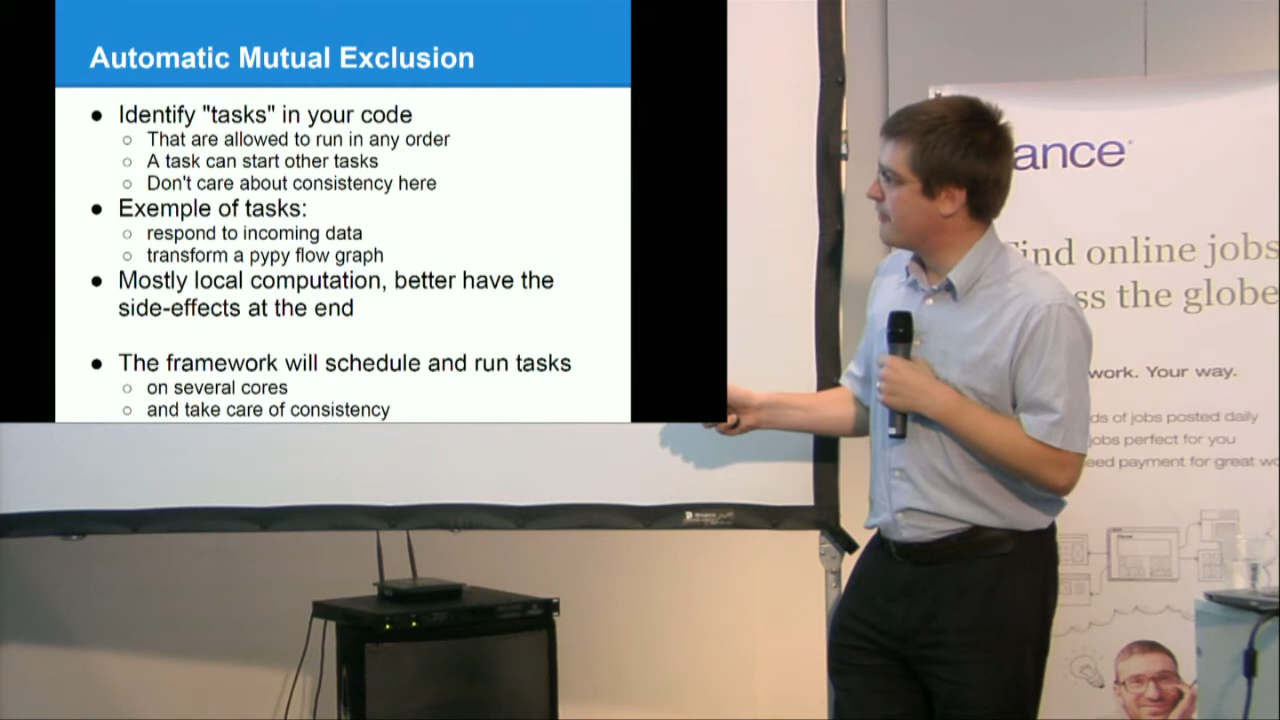 Automatic Mutual Exclusion
● Identify "tasks" in your code
○ That are allowed to run in any order
○ A task can start other tasks
○ Don't care about consistency here
● Exemple of tasks:
○ respond to incoming data
○ transform a pypy flow graph
● Mostly local computation, better have the
side-effects at the end
● The framework will schedule and run tasks
○ on several cores
○ and take care of consistency
ance
ind online jobs
ss the globe
work. Your way.
ds of jobs posted daily
jobs perfect for you
eed payment for great wo